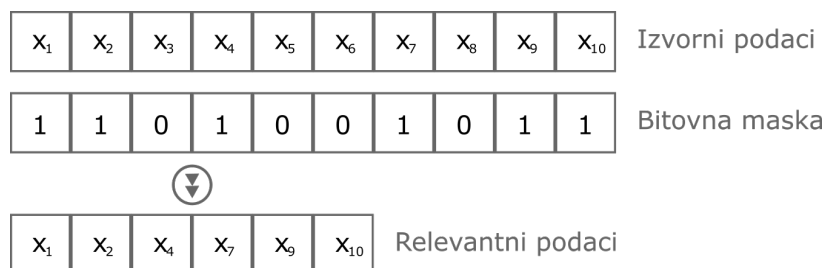 x₁ x₂ x₃ x₄ x₅ x₆ x₇ x₈ x₉ x₁₀ Izvorni podaci
1 1 0 1 0 0 1 0 1 1 Bitovna maska
x₁ x₂ x₄ x₇ x₉ x₁₀ Relevantni podaci